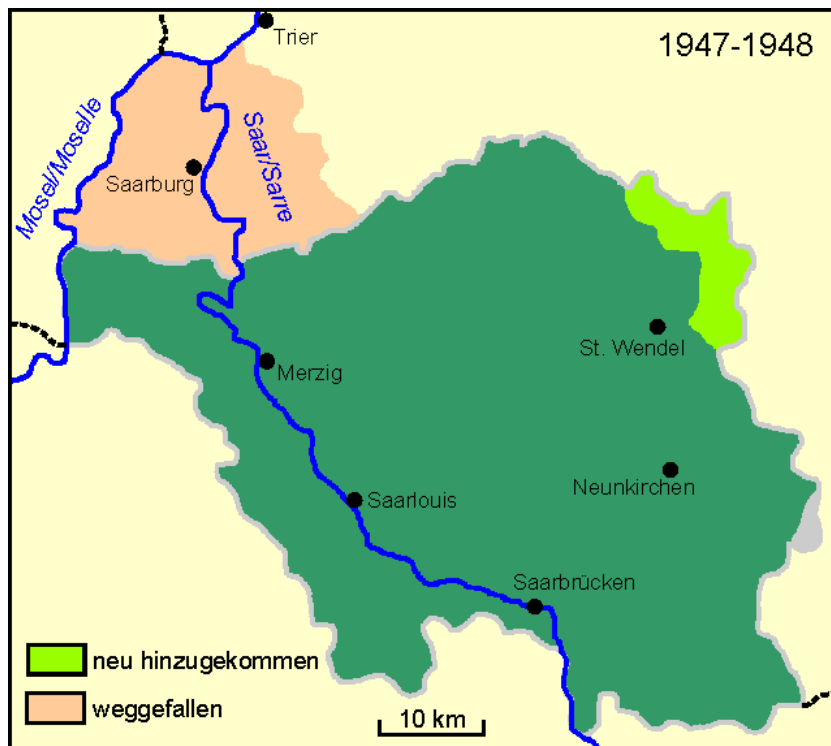 1947-1948
Trier
Mosel/Moselle
Saar/Sarre
Saarburg
St. Wendel
Merzig
Neunkirchen
Saarlouis
Saarbrücken
neu hinzugekommen
weggefallen
10 km